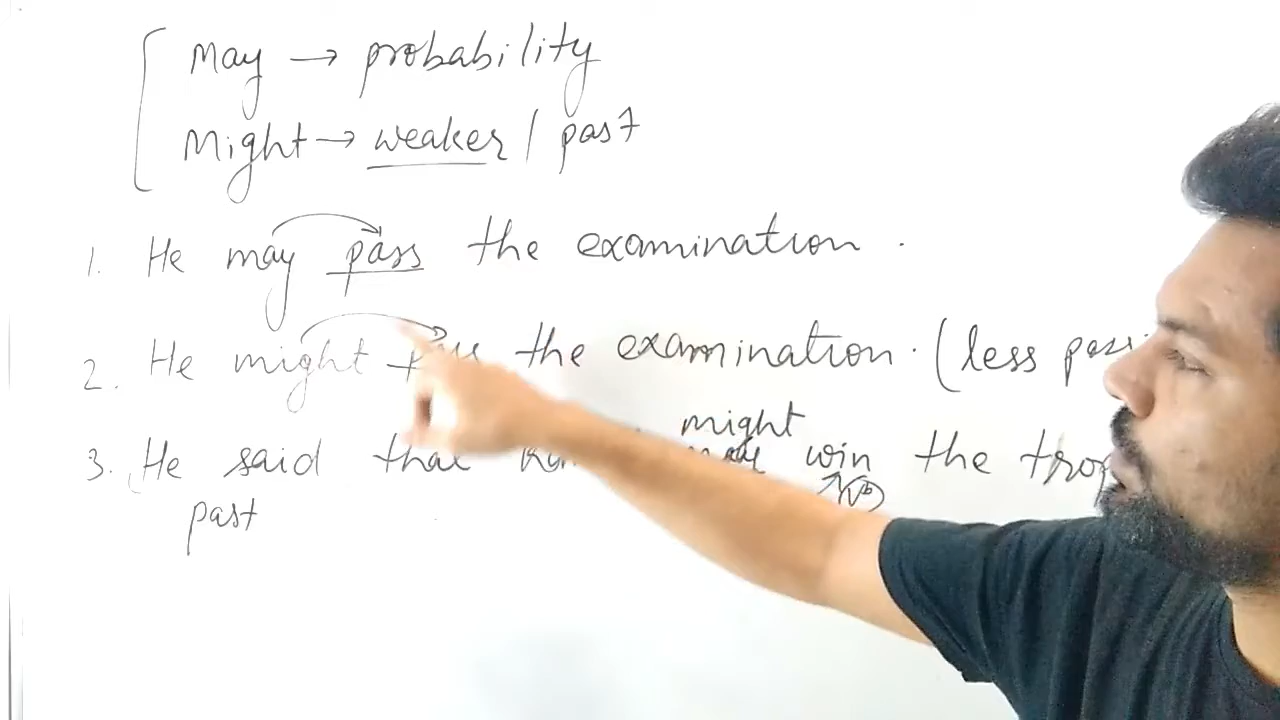 May → probability
Might → weaker / past
1. He may pass the examination.
2. He might the examination. (less
might
3. He said that win the
past